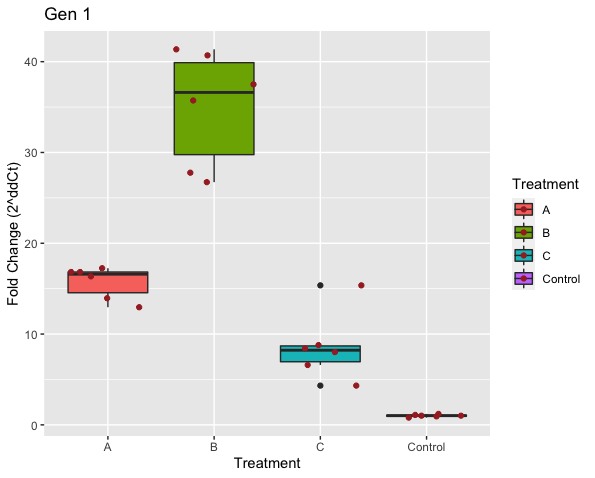 Gen 1
Fold Change (2^ddCt)
40
30
20
10
0
A
B
C
Control
Treatment
Treatment
A
B
C
Control